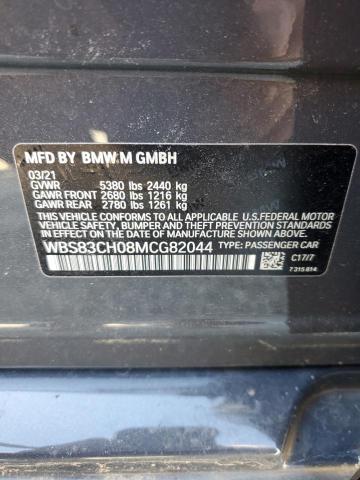 MFD BY BMW M GMBH
03/21
GVWR 5380 lbs 2440 kg
GAWR FRONT 2680 lbs 1216 kg
GAWR REAR 2780 lbs 1261 kg
THIS VEHICLE CONFORMS TO ALL APPLICABLE U.S.FEDERAL MOTOR
VEHICLE SAFETY, BUMPER, AND THEFT PREVENTION STANDARDS
IN EFFECT ON THE DATE OF MANUFACTURE SHOWN ABOVE.
WBS83CH08MCG82044 TYPE: PASSENGER CAR
C17/7
7 315 814